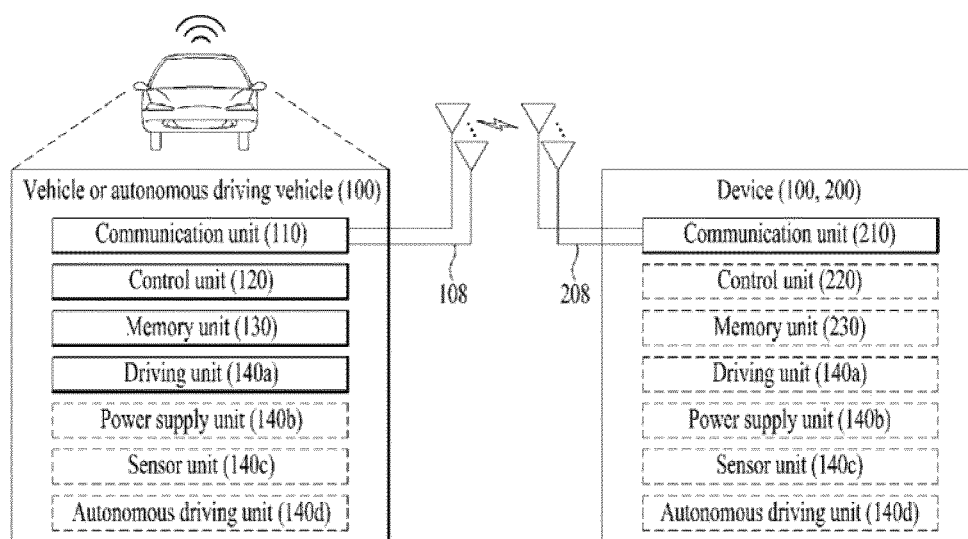 Vehicle or autonomous driving vehicle (100)
Communication unit (110)
Control unit (120)
Memory unit (130)
Driving unit (140a)
Power supply unit (140b)
Sensor unit (140c)
Autonomous driving unit (140d)
108
208
Device (100, 200)
Communication unit (210)
Control unit (220)
Memory unit (230)
Driving unit (140a)
Power supply unit (140b)
Sensor unit (140c)
Autonomous driving unit (140d)